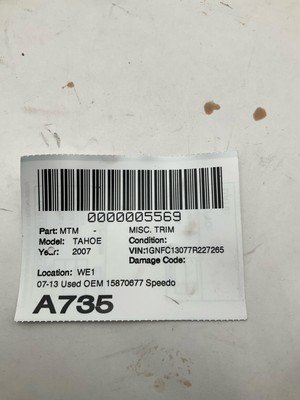 0000005569
Part: MTM - MISC. TRIM
Model: TAHOE Condition:
Year: 2007 VIN:1GNFC13077R227265
Damage Code:
Location: WE1
07-13 Used OEM 15870677 Speedo
A735